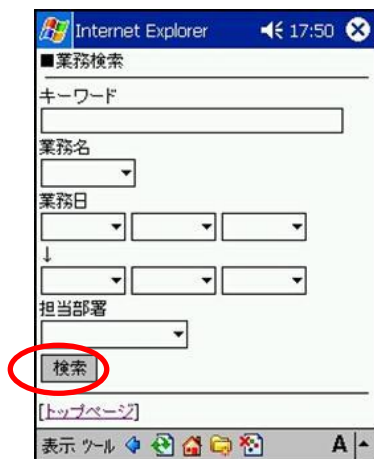 Internet Explorer 17:50
■業務検索
キーワード
業務名
業務日
↓
担当部署
検索
[トップページ]
表示 ツール A